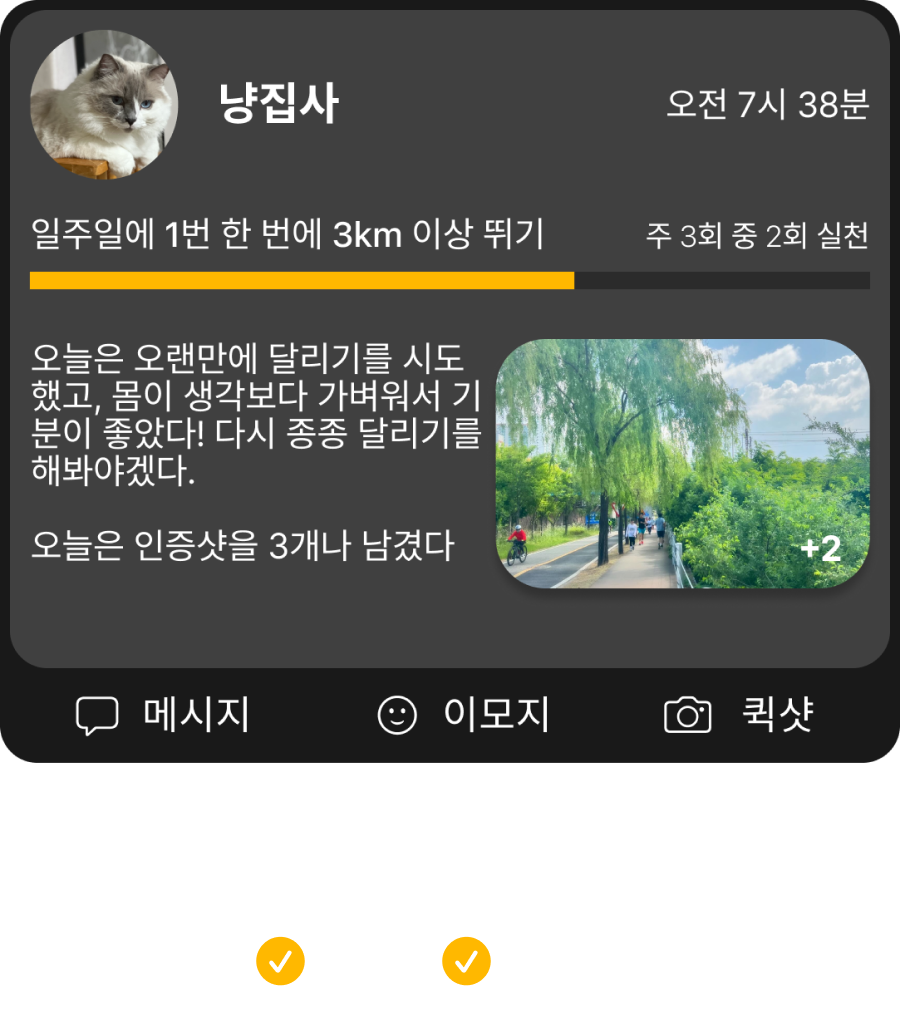 냥집사
오전 7시 38분
일주일에 1번 한 번에 3km 이상 뛰기
주 3회 중 2회 실천
오늘은 오랜만에 달리기를 시도
했고, 몸이 생각보다 가벼워서 기
분이 좋았다! 다시 종종 달리기를
해봐야겠다.
오늘은 인증샷을 3개나 남겼다
+2
메시지
이모지
퀵샷